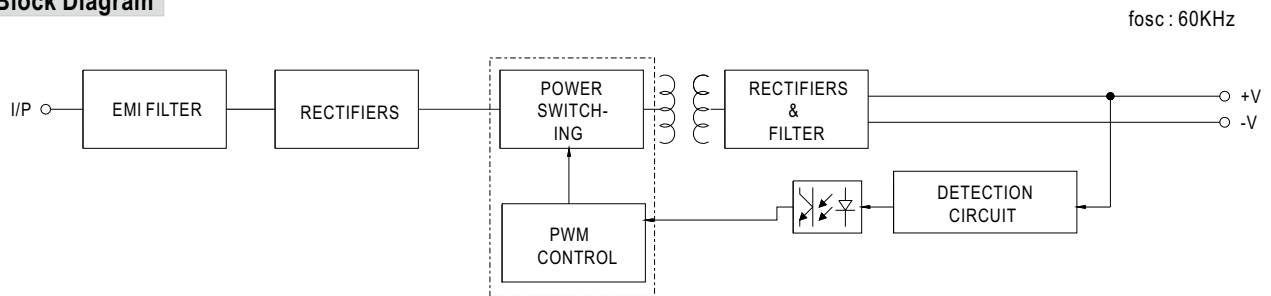 Block Diagram
fosc : 60KHz
I/P
EMI FILTER
RECTIFIERS
POWER
SWITCH-
ING
RECTIFIERS
&
FILTER
+V
-V
DETECTION
CIRCUIT
PWM
CONTROL